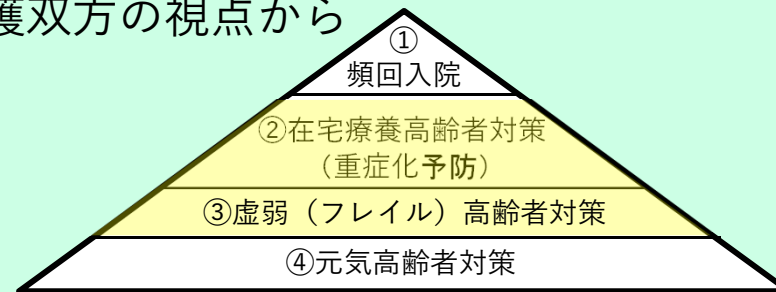 護双方の視点から
①
頻回入院
②在宅療養高齢者対策
（重症化予防）
③虚弱（フレイル）高齢者対策
④元気高齢者対策